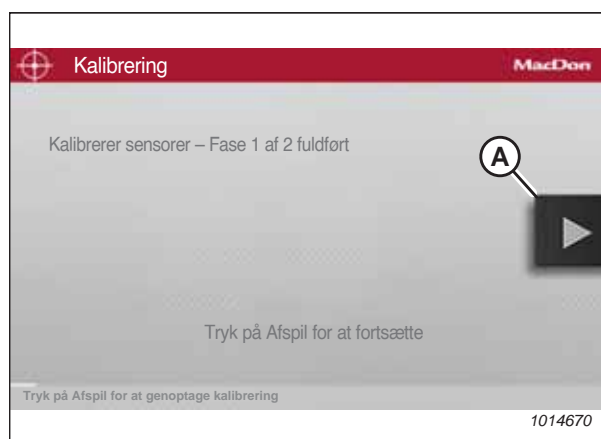 Kalibrering
MacDon
Kalibrerer sensorer – Fase 1 af 2 fuldført
A
Tryk på Afspil for at fortsætte
Tryk på Afspil for at genoptage kalibrering
1014670